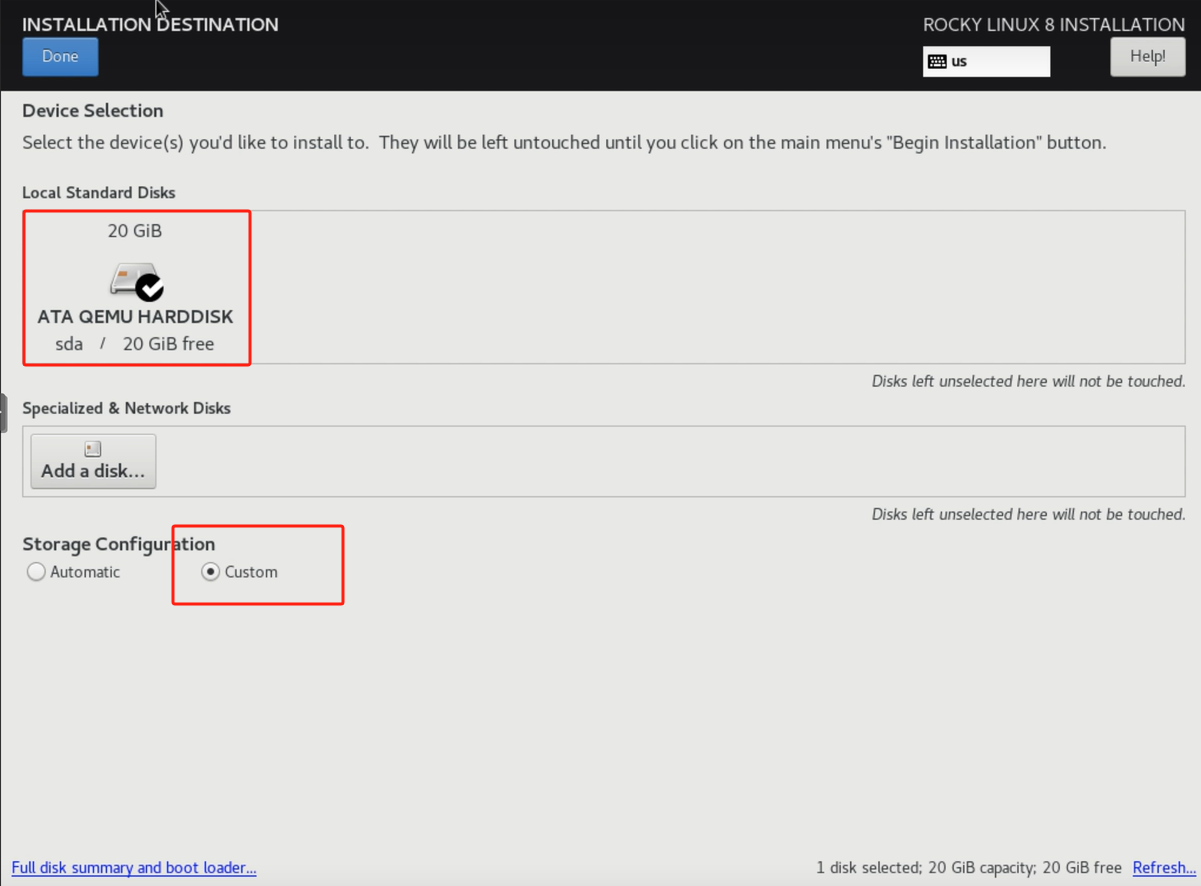 INSTALLATION DESTINATION
ROCKY LINUX 8 INSTALLATION
Done
us
Help!
Device Selection
Select the device(s) you'd like to install to.  They will be left untouched until you click on the main menu's "Begin Installation" button.
Local Standard Disks
20 GiB
ATA QEMU HARDDISK
sda / 20 GiB free
Disks left unselected here will not be touched.
Specialized & Network Disks
Add a disk...
Disks left unselected here will not be touched.
Storage Configuration
Automatic Custom
Full disk summary and boot loader... 1 disk selected; 20 GiB capacity; 20 GiB free Refresh...